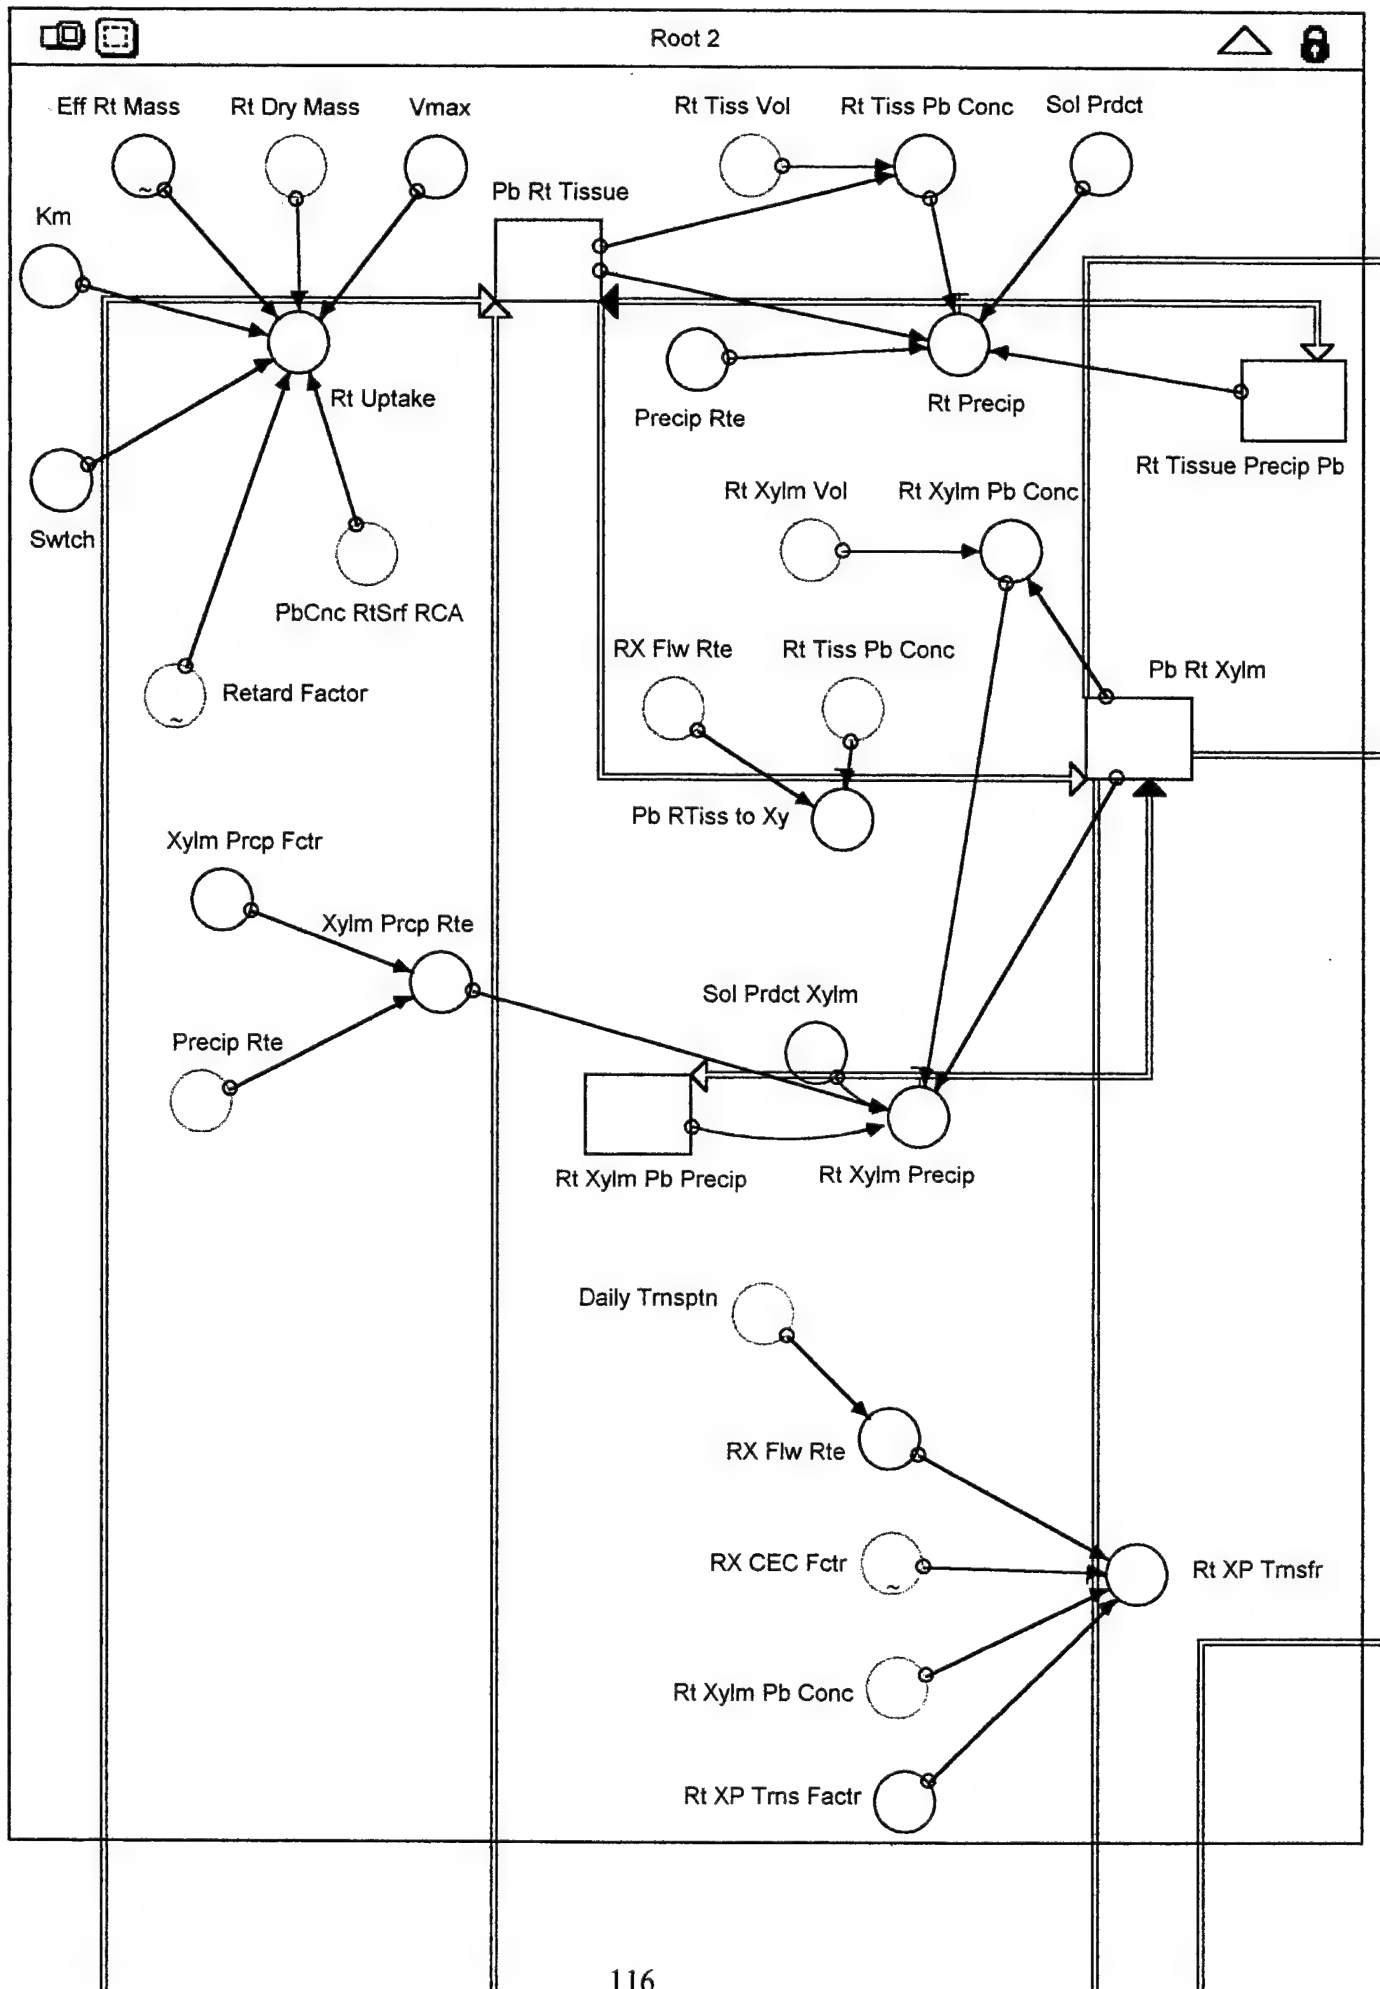 Root 2
Eff Rt Mass
Rt Dry Mass
Vmax
Rt Tiss Vol
Rt Tiss Pb Conc
Sol Prdct
Pb Rt Tissue
Km
Rt Uptake
Precip Rte
Rt Precip
Rt Tissue Precip Pb
Rt Xylm Vol
Rt Xylm Pb Conc
Swtch
PbCnc RtSrf RCA
RX Flw Rte
Rt Tiss Pb Conc
Pb Rt Xylm
Retard Factor
Pb RTiss to Xy
Xylm Prcp Fctr
Xylm Prcp Rte
Sol Prdct Xylm
Precip Rte
Rt Xylm Pb Precip
Rt Xylm Precip
Daily Trnsptn
RX Flw Rte
RX CEC Fctr
Rt XP Trnsfr
Rt Xylm Pb Conc
Rt XP Trns Factr
116